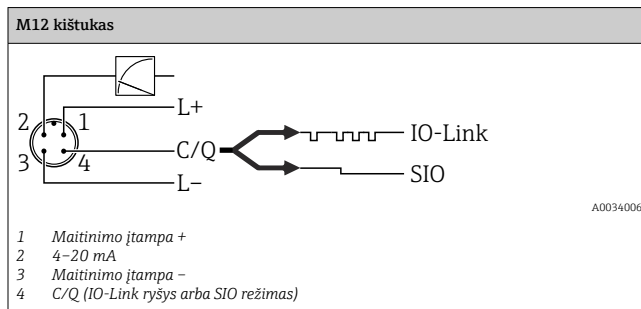 M12 kištukas
L+
2
1
C/Q
IO-Link
3
4
L–
SIO
A0034006
1 Maitinimo įtampa +
2 4–20 mA
3 Maitinimo įtampa –
4 C/Q (IO-Link ryšys arba SIO režimas)